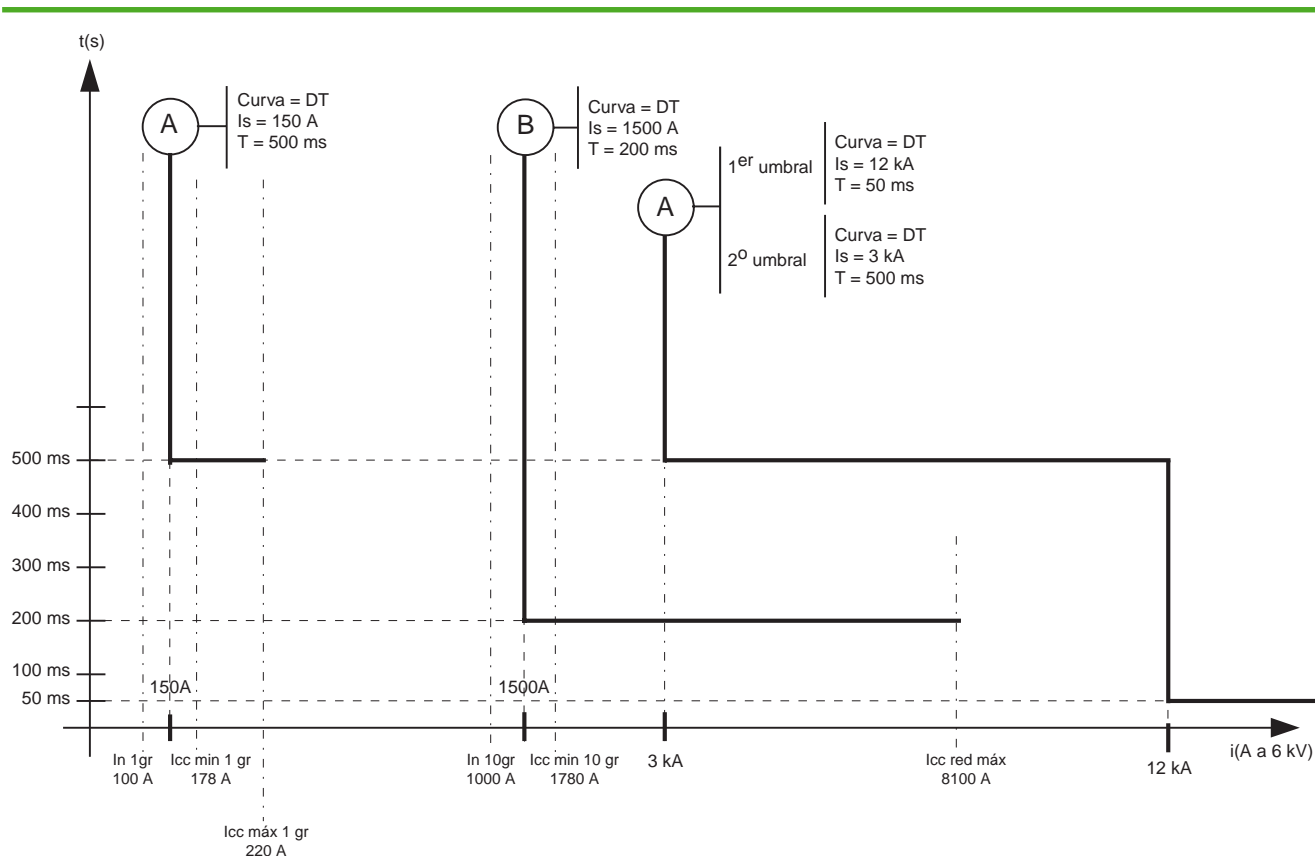 t(s)
A
Curva = DT
Is = 150 A
T = 500 ms
B
Curva = DT
Is = 1500 A
T = 200 ms
A
1er umbral
Curva = DT
Is = 12 kA
T = 50 ms
2º umbral
Curva = DT
Is = 3 kA
T = 500 ms
500 ms
400 ms
300 ms
200 ms
100 ms
50 ms
150A
1500A
In 1gr
100 A
Icc min 1 gr
178 A
Icc máx 1 gr
220 A
In 10gr
1000 A
Icc min 10 gr
1780 A
3 kA
Icc red máx
8100 A
12 kA
i(A a 6 kV)